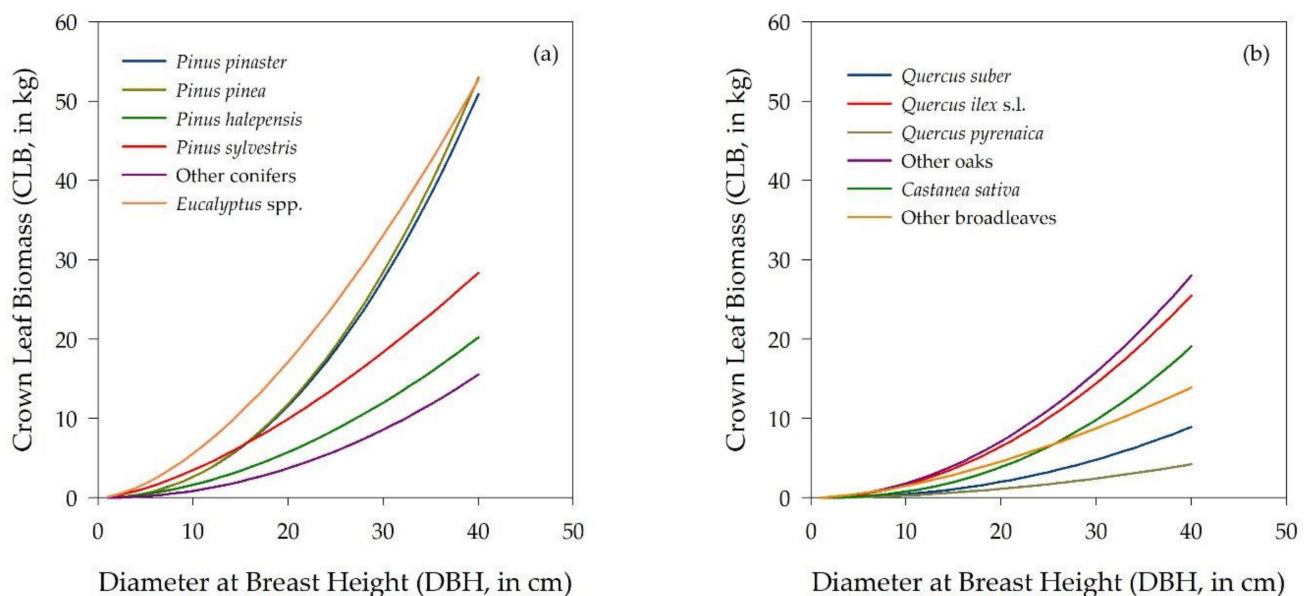 (a)
Crown Leaf Biomass (CLB, in kg)
60
50
40
30
20
10
0
Pinus pinaster
Pinus pinea
Pinus halepensis
Pinus sylvestris
Other conifers
Eucalyptus spp.
0 10 20 30 40 50
Diameter at Breast Height (DBH, in cm)
(b)
Crown Leaf Biomass (CLB, in kg)
60
50
40
30
20
10
0
Quercus suber
Quercus ilex s.l.
Quercus pyrenaica
Other oaks
Castanea sativa
Other broadleaves
0 10 20 30 40 50
Diameter at Breast Height (DBH, in cm)